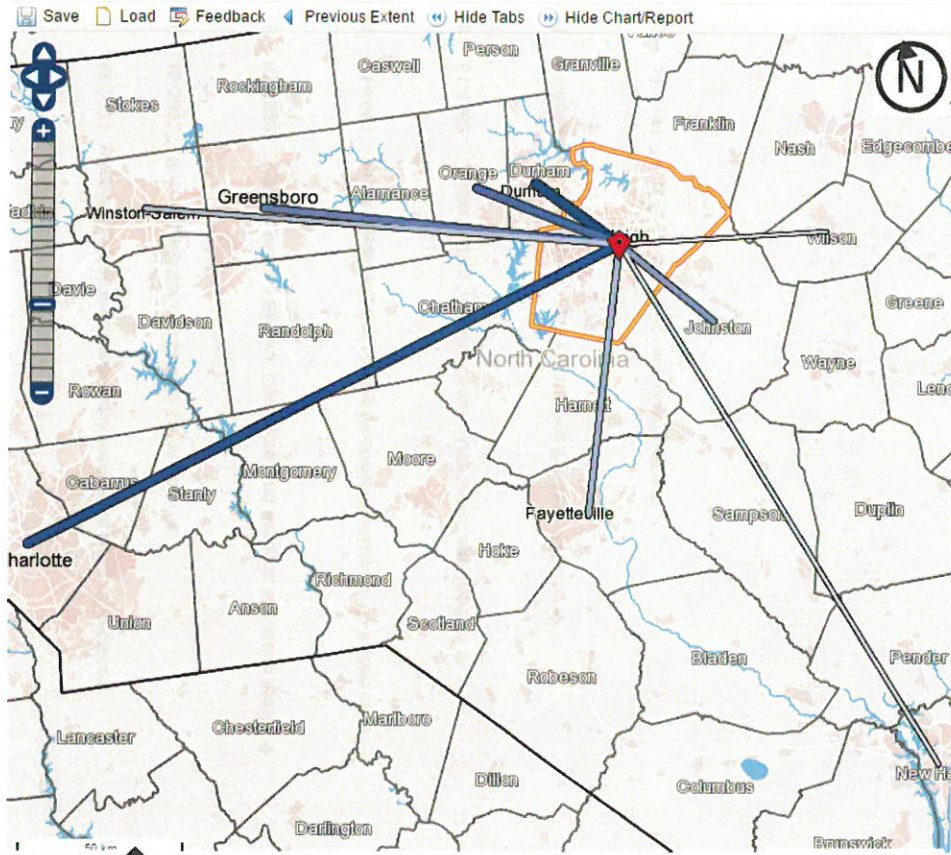 Save Load Feedback Previous Extent Hide Tabs Hide Chart/Report
Person
Granville
Caswell
Rockingham
Stokes
N
Franklin
Nash
Edgecombe
Orange
Durham
Alamance
Greensboro
Winston-Salem
Wilson
Davie
Chatham
Greene
Davidson
Randolph
Johnston
North Carolina
Wayne
Rowan
Harnett
Moore
Montgomery
Cabarrus
Stanly
Fayetteville
Sampson
Duplin
Hoke
harlotte
Richmond
Anson
Union
Scotland
Bladen
Pender
Robeson
Marlboro
Chesterfield
Lancaster
New H
Dillon
Columbus
Darlington
Brunswick
50 km